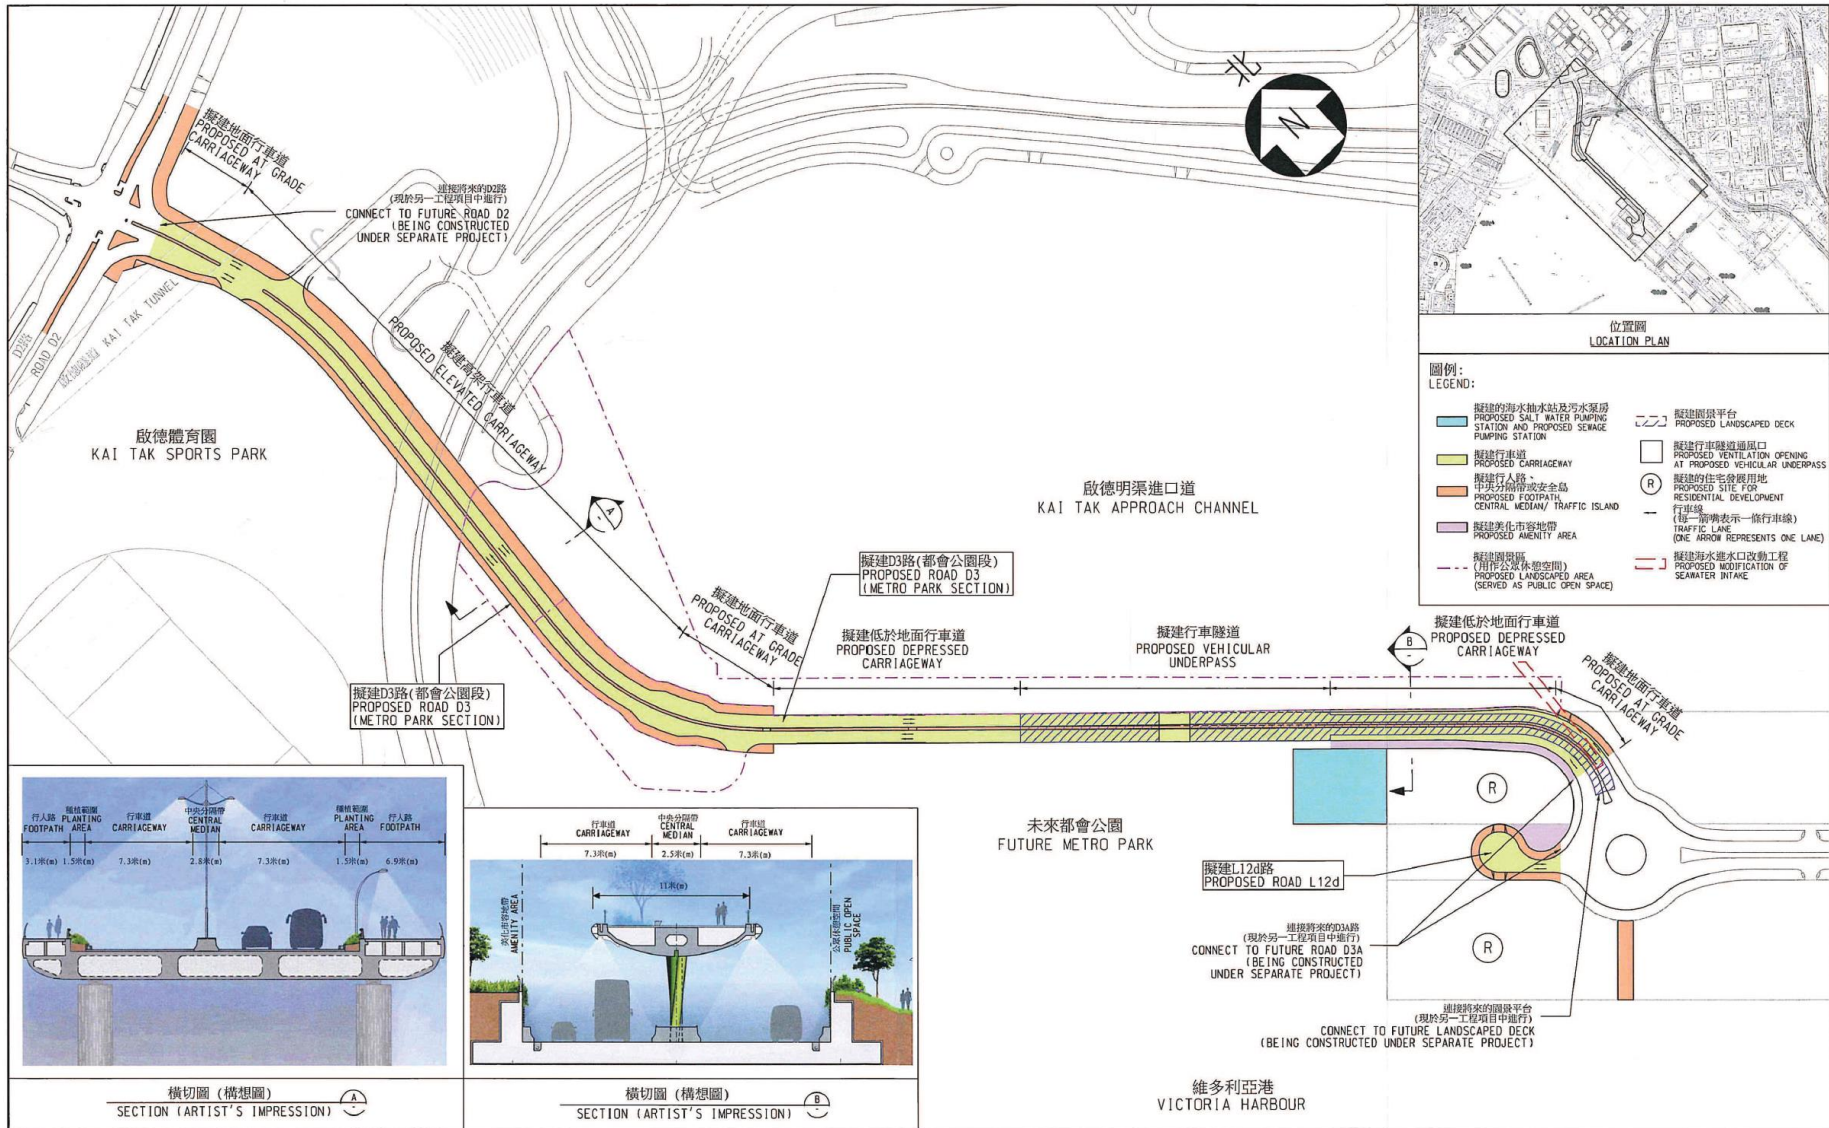 擬建地面行車道
PROPOSED AT GRADE
CARRIAGEWAY
連接將來的D2路
(現於另一工程項目中進行)
CONNECT TO FUTURE ROAD D2
(BEING CONSTRUCTED
UNDER SEPARATE PROJECT)
D2路
ROAD D2
啟德隧道 KAI TAK TUNNEL
擬建高架行車道
PROPOSED ELEVATED CARRIAGEWAY
啟德體育園
KAI TAK SPORTS PARK
A
北
N
啟德明渠進口道
KAI TAK APPROACH CHANNEL
擬建D3路(都會公園段)
PROPOSED ROAD D3
(METRO PARK SECTION)
擬建D3路(都會公園段)
PROPOSED ROAD D3
(METRO PARK SECTION)
擬建地面行車道
PROPOSED AT GRADE
CARRIAGEWAY
擬建低於地面行車道
PROPOSED DEPRESSED
CARRIAGEWAY
擬建行車隧道
PROPOSED VEHICULAR
UNDERPASS
B
擬建低於地面行車道
PROPOSED DEPRESSED
CARRIAGEWAY
擬建地面行車道
PROPOSED AT GRADE
CARRIAGEWAY
位置圖
LOCATION PLAN
圖例:
LEGEND:
擬建的海水抽水站及污水泵房
PROPOSED SALT WATER PUMPING
STATION AND PROPOSED SEWAGE
PUMPING STATION
擬建行車道
PROPOSED CARRIAGEWAY
擬建行人路、
中央分隔帶或安全島
PROPOSED FOOTPATH,
CENTRAL MEDIAN/ TRAFFIC ISLAND
擬建美化市容地帶
PROPOSED AMENITY AREA
擬建園景區
(用作公眾休憩空間)
PROPOSED LANDSCAPED AREA
(SERVED AS PUBLIC OPEN SPACE)
擬建園景平台
PROPOSED LANDSCAPED DECK
擬建行車隧道通風口
PROPOSED VENTILATION OPENING
AT PROPOSED VEHICULAR UNDERPASS
R
擬建的住宅發展用地
PROPOSED SITE FOR
RESIDENTIAL DEVELOPMENT
行車線
(每一箭嘴表示一條行車線)
TRAFFIC LANE
(ONE ARROW REPRESENTS ONE LANE)
擬建海水進水口改動工程
PROPOSED MODIFICATION OF
SEAWATER INTAKE
R
未來都會公園
FUTURE METRO PARK
擬建L12d路
PROPOSED ROAD L12d
連接將來的D3A路
(現於另一工程項目中進行)
CONNECT TO FUTURE ROAD D3A
(BEING CONSTRUCTED
UNDER SEPARATE PROJECT)
R
連接將來的園景平台
(現於另一工程項目中進行)
CONNECT TO FUTURE LANDSCAPED DECK
(BEING CONSTRUCTED UNDER SEPARATE PROJECT)
維多利亞港
VICTORIA HARBOUR
行人路
FOOTPATH
種植範圍
PLANTING
AREA
行車道
CARRIAGEWAY
中央分隔帶
CENTRAL
MEDIAN
行車道
CARRIAGEWAY
種植範圍
PLANTING
AREA
行人路
FOOTPATH
3.1米(m) 1.5米(m) 7.3米(m) 2.8米(m) 7.3米(m) 1.5米(m) 6.9米(m)
橫切圖 (構想圖)
SECTION (ARTIST'S IMPRESSION)
A
行車道
CARRIAGEWAY
中央分隔帶
CENTRAL
MEDIAN
行車道
CARRIAGEWAY
7.3米(m) 2.5米(m) 7.3米(m)
11米(m)
美化市容地帶
AMENITY AREA
公眾休憩空間
PUBLIC OPEN
SPACE
橫切圖 (構想圖)
SECTION (ARTIST'S IMPRESSION)
B